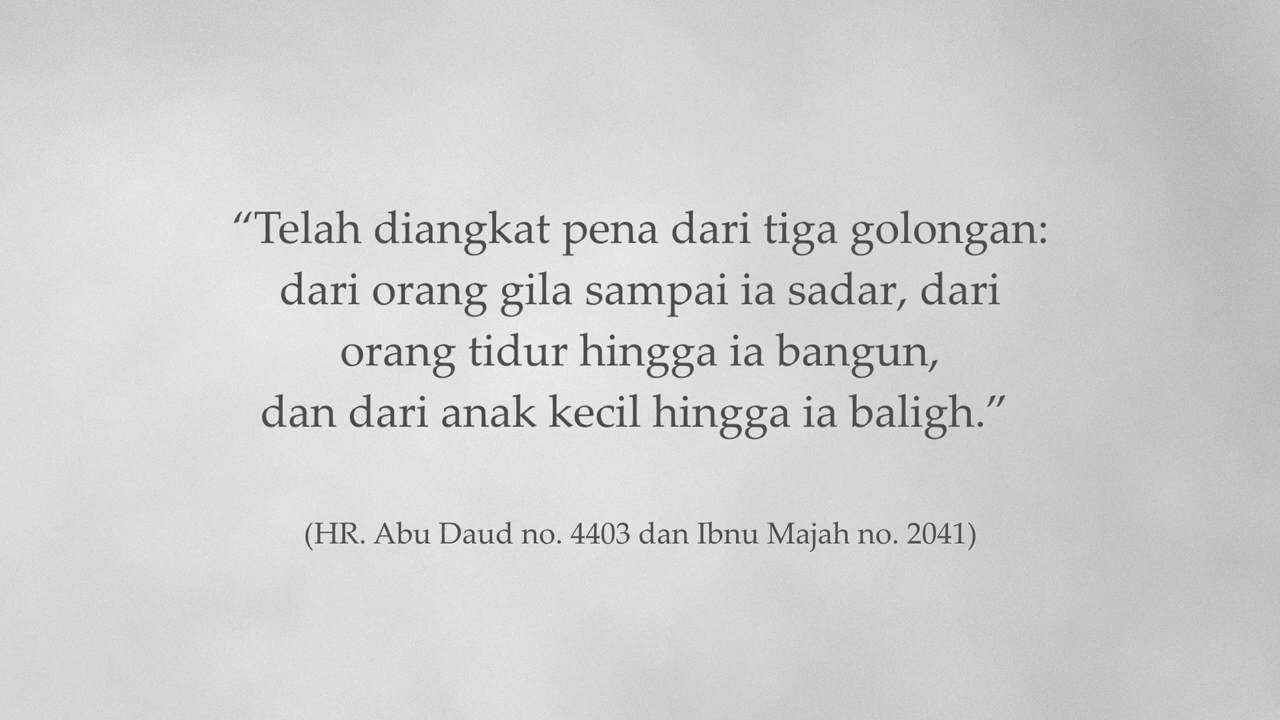 “Telah diangkat pena dari tiga golongan:
dari orang gila sampai ia sadar, dari
orang tidur hingga ia bangun,
dan dari anak kecil hingga ia baligh.”
(HR. Abu Daud no. 4403 dan Ibnu Majah no. 2041)